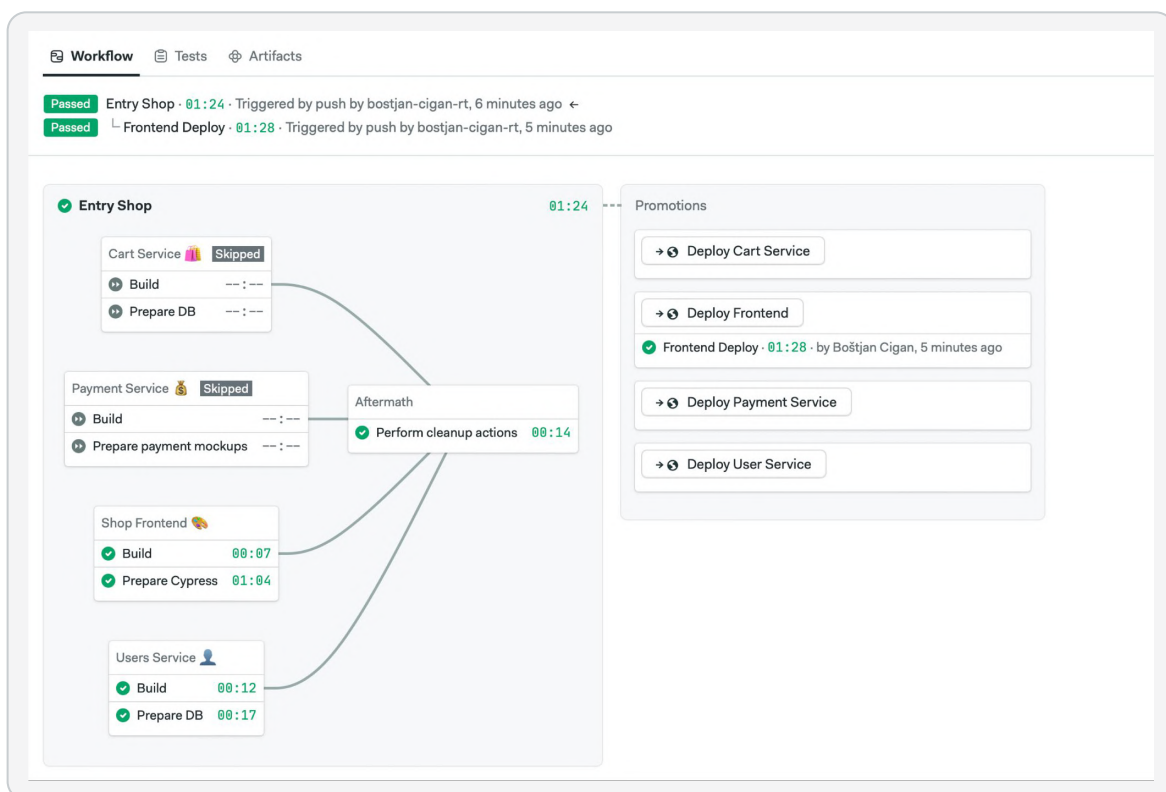 Workflow Tests Artifacts
Passed Entry Shop · 01:24 · Triggered by push by bostjan-cigan-rt, 6 minutes ago ←
Passed Frontend Deploy · 01:28 · Triggered by push by bostjan-cigan-rt, 5 minutes ago
Entry Shop 01:24
Cart Service Skipped
Build --:--
Prepare DB --:--
Payment Service Skipped
Build --:--
Prepare payment mockups --:--
Shop Frontend
Build 00:07
Prepare Cypress 01:04
Users Service
Build 00:12
Prepare DB 00:17
Aftermath
Perform cleanup actions 00:14
Promotions
Deploy Cart Service
Deploy Frontend
Frontend Deploy · 01:28 · by Boštjan Cigan, 5 minutes ago
Deploy Payment Service
Deploy User Service